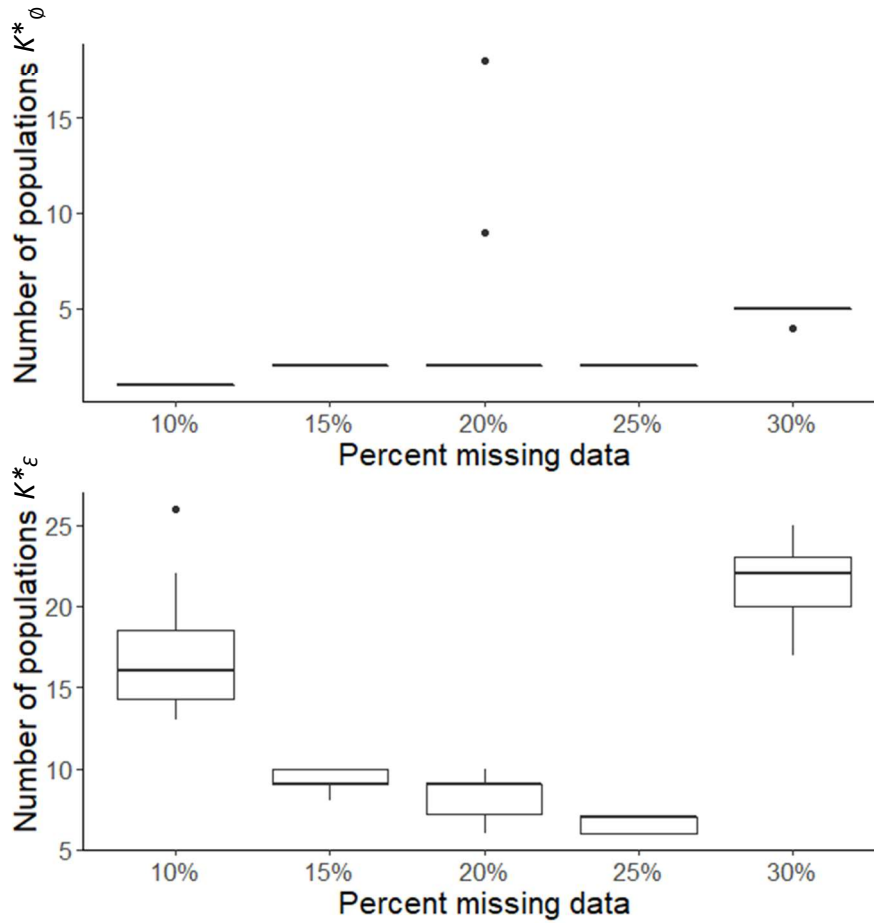 Number of populations K*ϕ
15
10
5
10% 15% 20% 25% 30%
Percent missing data
Number of populations K*ε
25
20
15
10
5
10% 15% 20% 25% 30%
Percent missing data